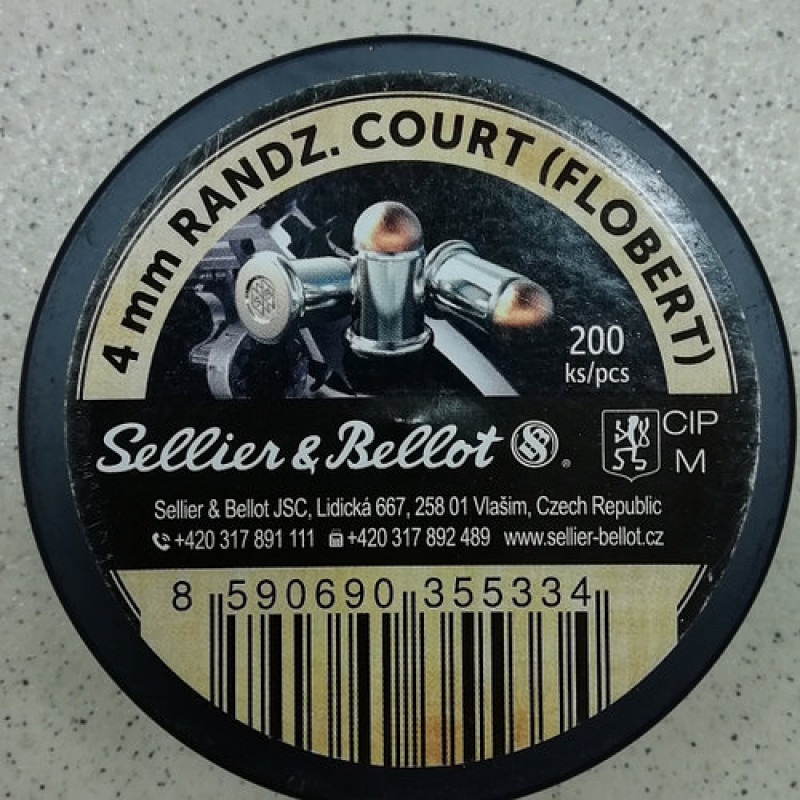 4 mm RANDZ. COURT (FLOBERT)
200
ks/pcs
Sellier & Bellot
CIP
M
Sellier & Bellot JSC, Lidická 667, 258 01 Vlašim, Czech Republic
+420 317 891 111 +420 317 892 489 www.sellier-bellot.cz
8 590690 355334